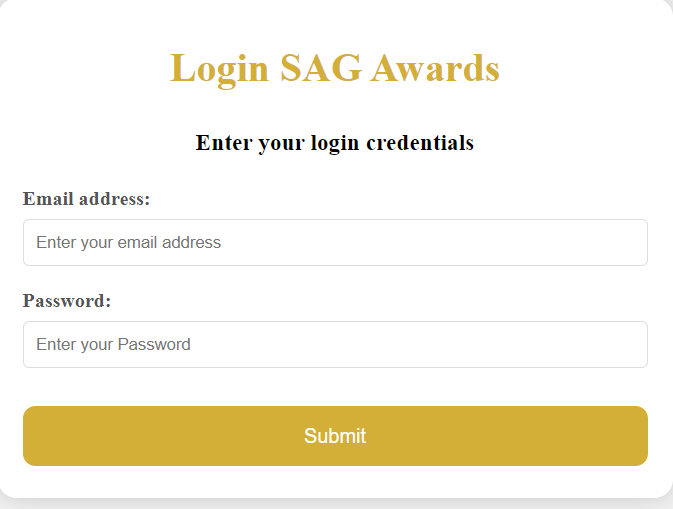 Login SAG Awards
Enter your login credentials
Email address:
Enter your email address
Password:
Enter your Password
Submit